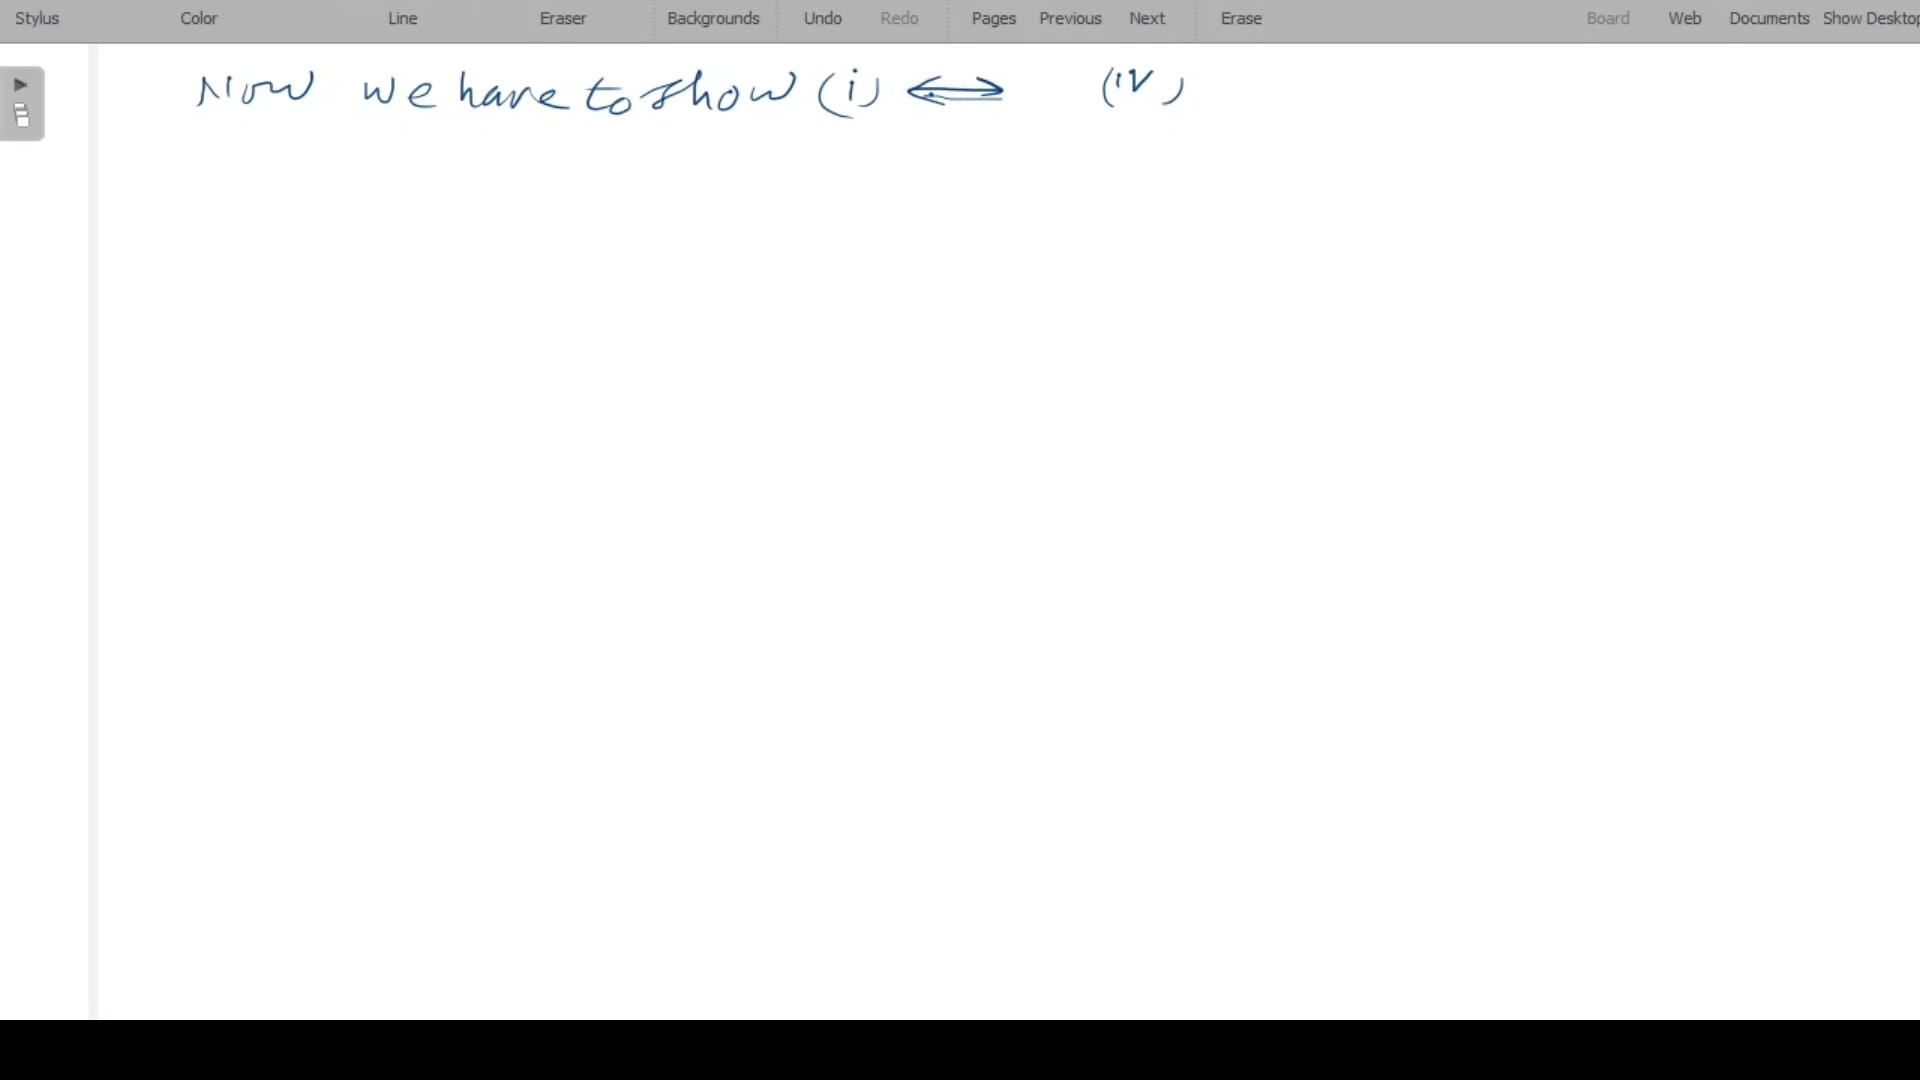 Stylus Color Line Eraser Backgrounds Undo Redo Pages Previous Next Erase Board Web Documents Show Desktop
Now we have to show (i) ⟺ (iv)